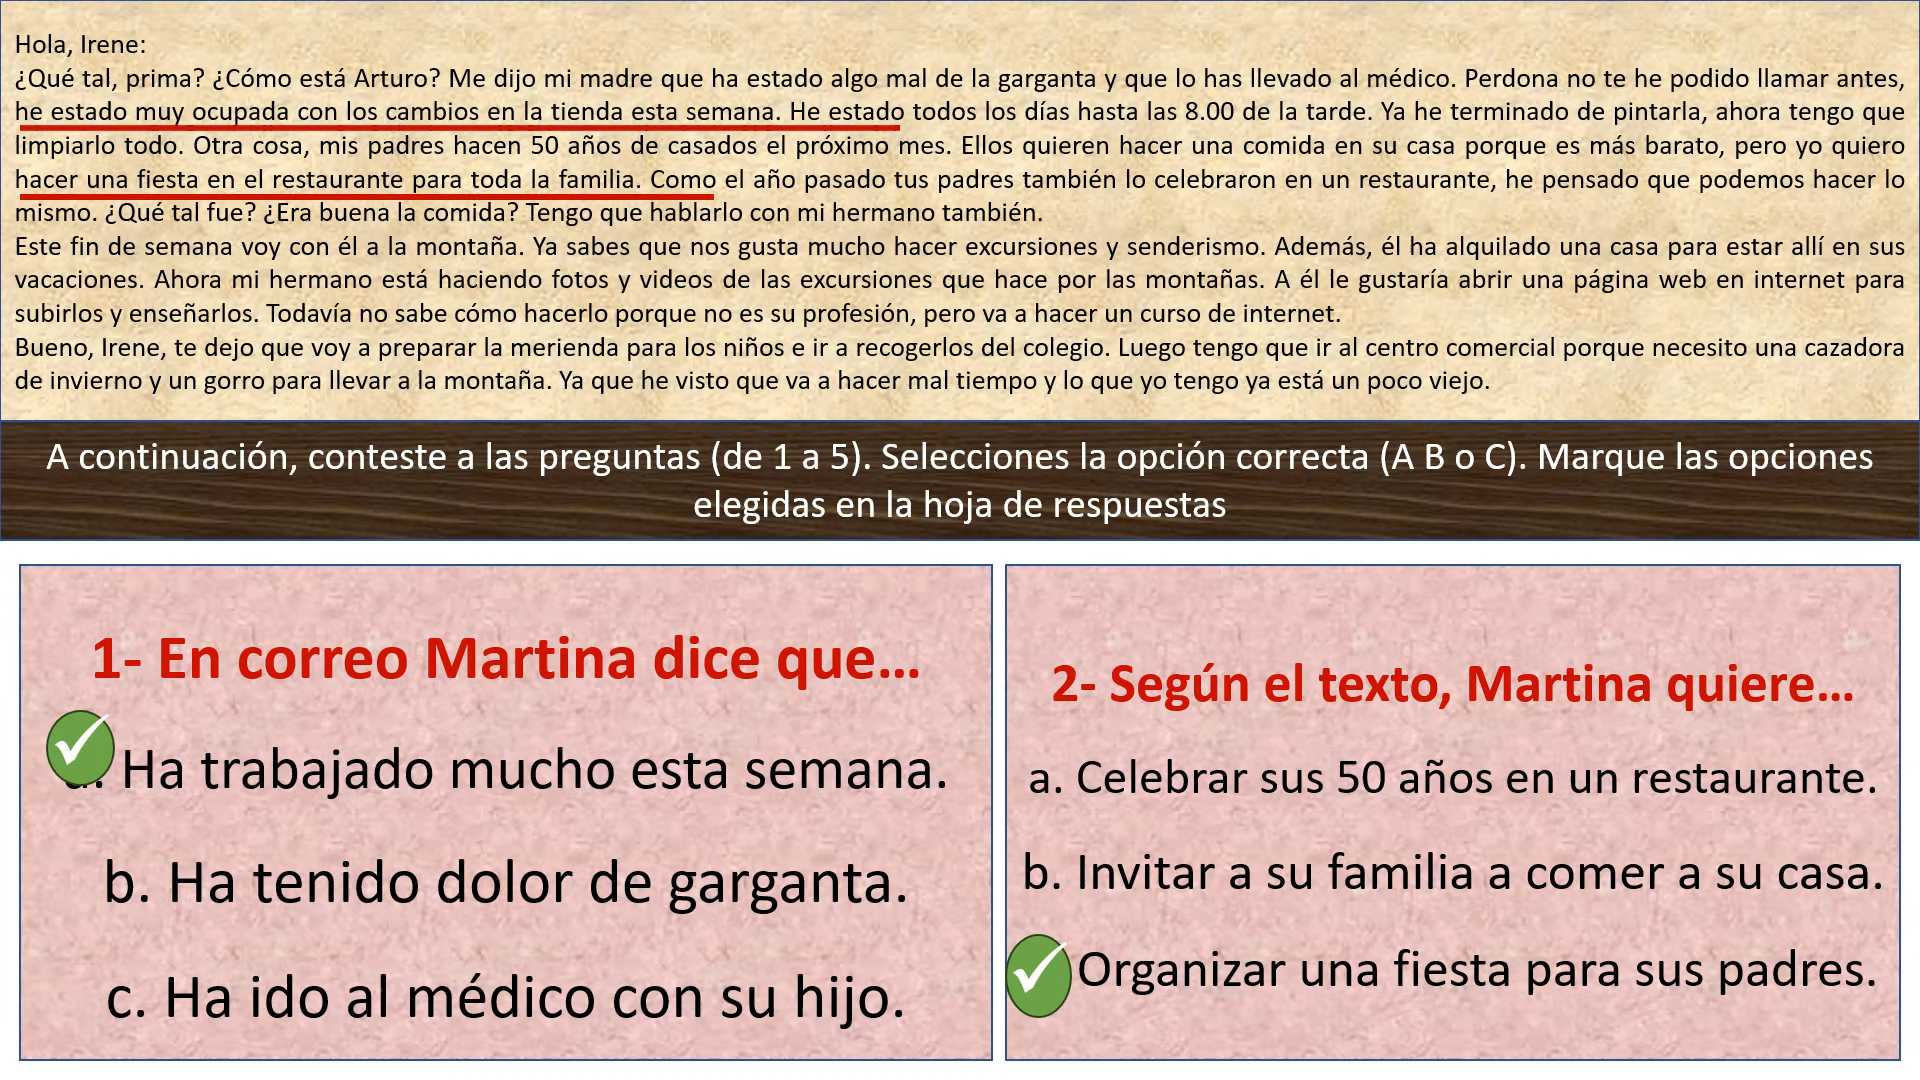 Hola, Irene:
¿Qué tal, prima? ¿Cómo está Arturo? Me dijo mi madre que ha estado algo mal de la garganta y que lo has llevado al médico. Perdona no te he podido llamar antes,
he estado muy ocupada con los cambios en la tienda esta semana. He estado todos los días hasta las 8.00 de la tarde. Ya he terminado de pintarla, ahora tengo que
limpiarlo todo. Otra cosa, mis padres hacen 50 años de casados el próximo mes. Ellos quieren hacer una comida en su casa porque es más barato, pero yo quiero
hacer una fiesta en el restaurante para toda la familia. Como el año pasado tus padres también lo celebraron en un restaurante, he pensado que podemos hacer lo
mismo. ¿Qué tal fue? ¿Era buena la comida? Tengo que hablarlo con mi hermano también.
Este fin de semana voy con él a la montaña. Ya sabes que nos gusta mucho hacer excursiones y senderismo. Además, él ha alquilado una casa para estar allí en sus
vacaciones. Ahora mi hermano está haciendo fotos y videos de las excursiones que hace por las montañas. A él le gustaría abrir una página web en internet para
subirlos y enseñarlos. Todavía no sabe cómo hacerlo porque no es su profesión, pero va a hacer un curso de internet.
Bueno, Irene, te dejo que voy a preparar la merienda para los niños e ir a recogerlos del colegio. Luego tengo que ir al centro comercial porque necesito una cazadora
de invierno y un gorro para llevar a la montaña. Ya que he visto que va a hacer mal tiempo y lo que yo tengo ya está un poco viejo.
A continuación, conteste a las preguntas (de 1 a 5). Selecciones la opción correcta (A B o C). Marque las opciones
elegidas en la hoja de respuestas
1- En correo Martina dice que…
Ha trabajado mucho esta semana.
b. Ha tenido dolor de garganta.
c. Ha ido al médico con su hijo.
2- Según el texto, Martina quiere…
a. Celebrar sus 50 años en un restaurante.
b. Invitar a su familia a comer a su casa.
Organizar una fiesta para sus padres.